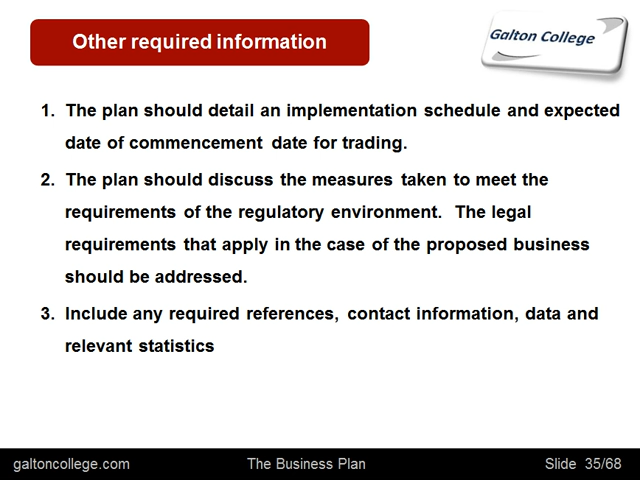 Other required information
Galton College
1. The plan should detail an implementation schedule and expected
date of commencement date for trading.
2. The plan should discuss the measures taken to meet the
requirements of the regulatory environment. The legal
requirements that apply in the case of the proposed business
should be addressed.
3. Include any required references, contact information, data and
relevant statistics
galtoncollege.com The Business Plan Slide 35/68